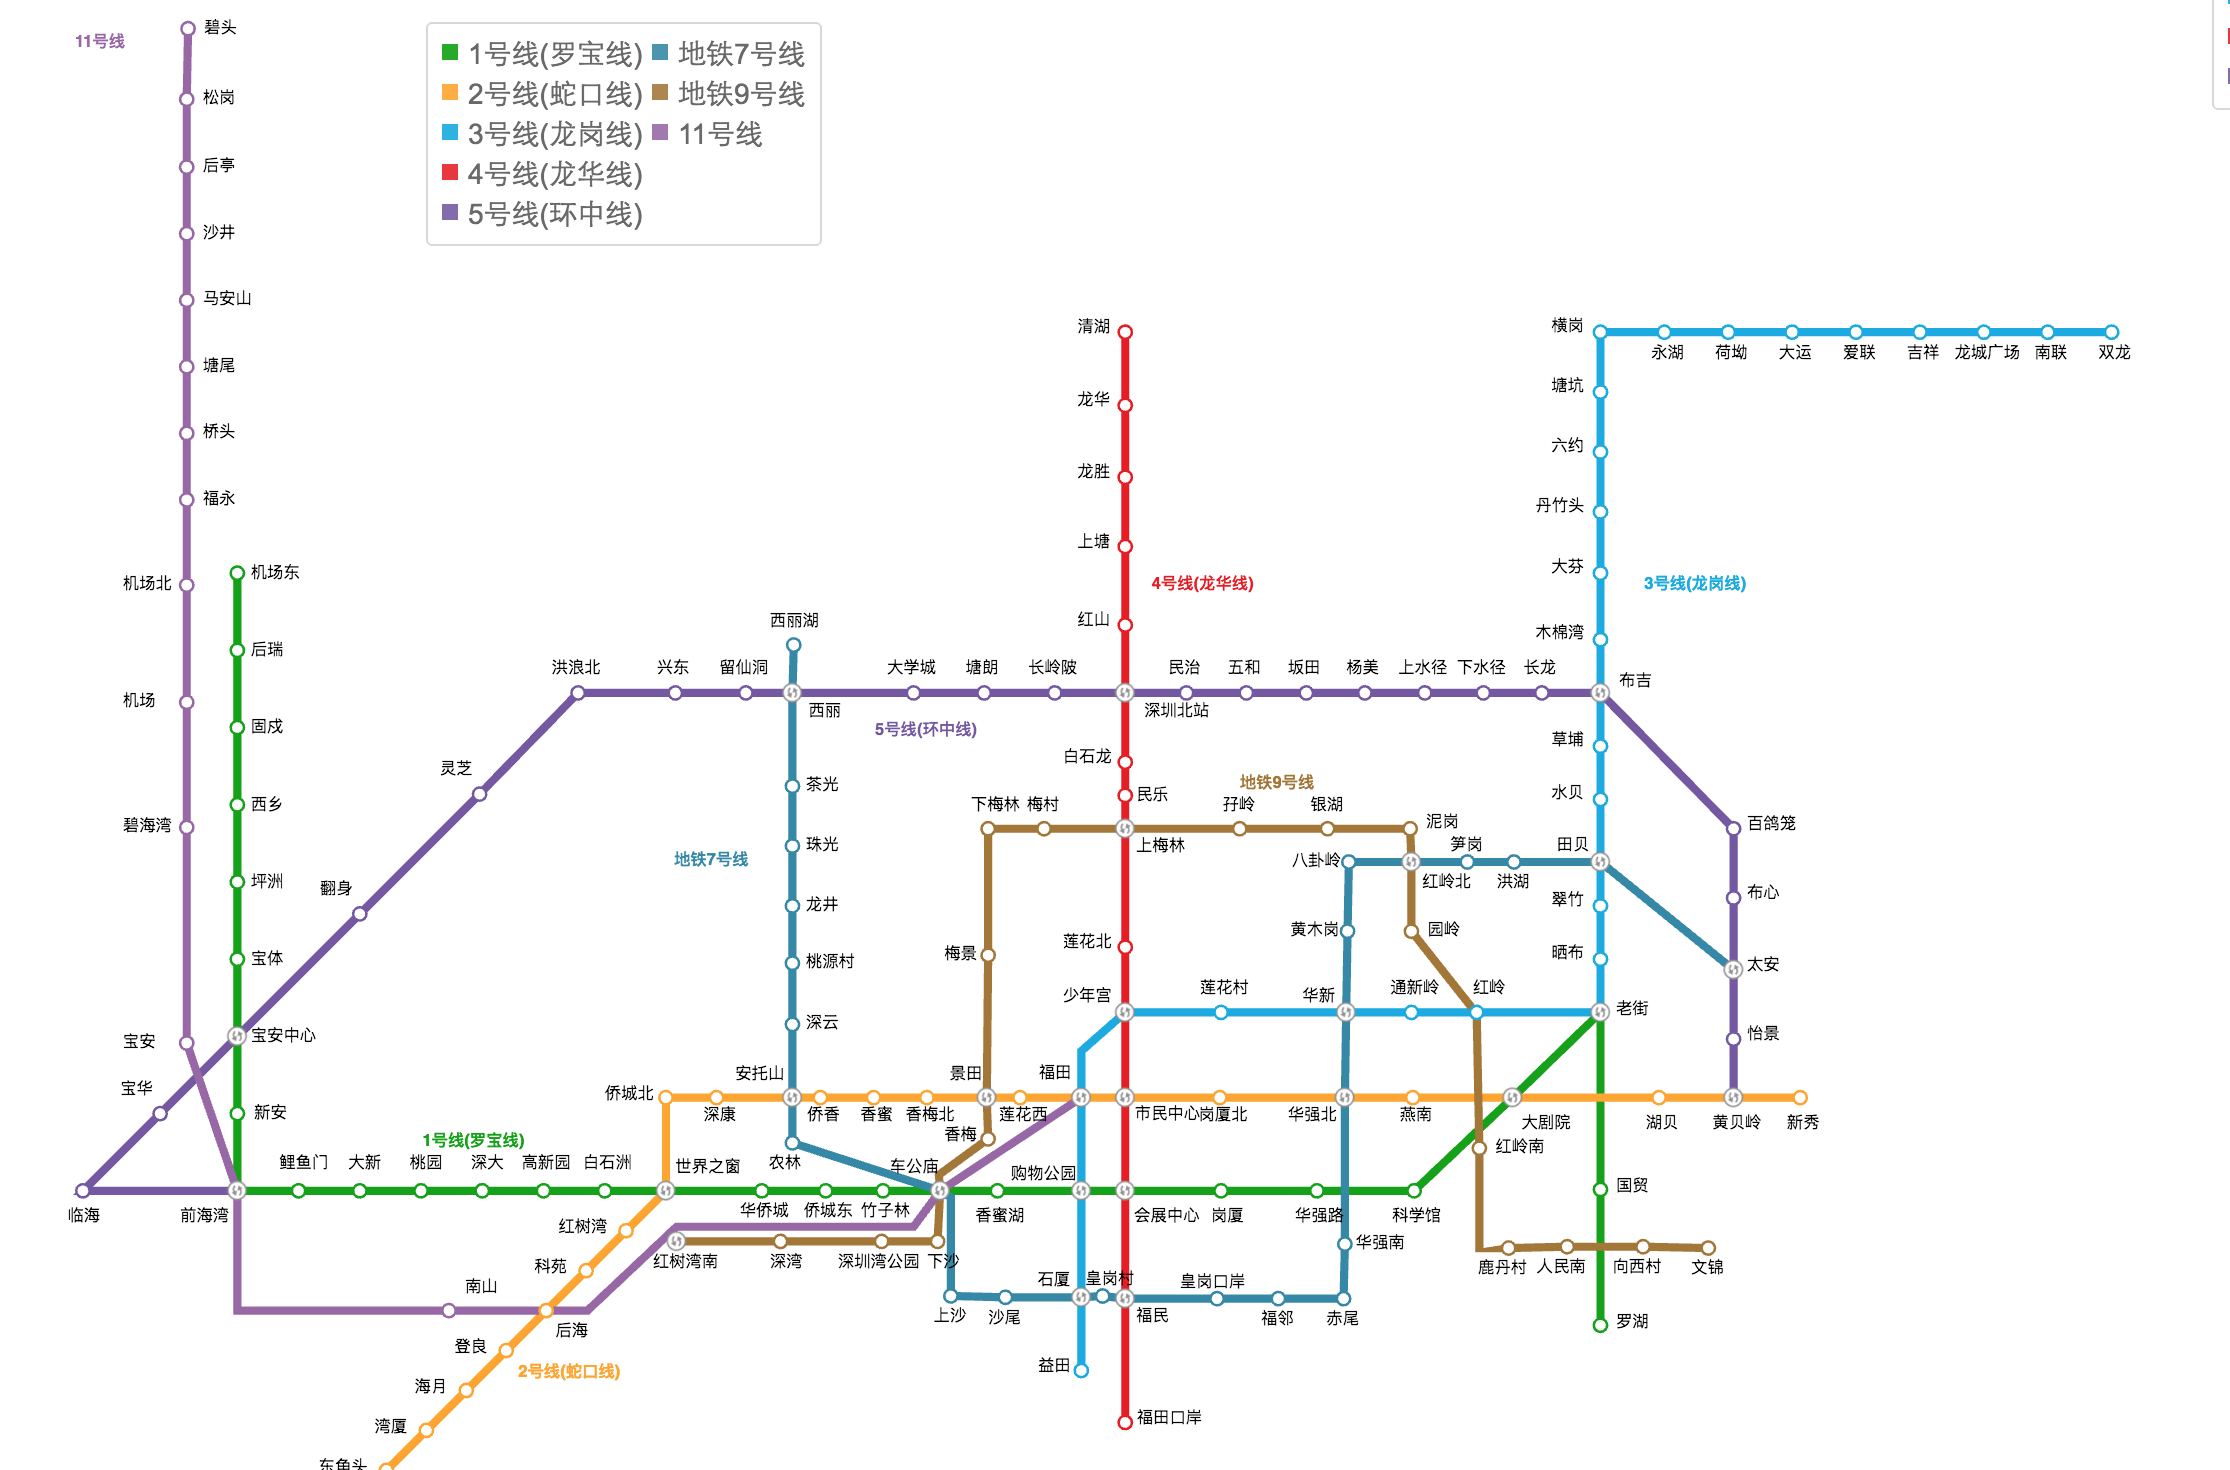 11号线
碧头
松岗
后亭
沙井
马安山
塘尾
桥头
福永
机场北
机场
碧海湾
宝安
1号线(罗宝线) 地铁7号线
2号线(蛇口线) 地铁9号线
3号线(龙岗线) 11号线
4号线(龙华线)
5号线(环中线)
机场东
后瑞
固戍
西乡
坪洲
宝体
宝安中心
新安
宝华
临海
前海湾
翻身
灵芝
洪浪北
兴东
留仙洞
西丽湖
西丽
大学城
塘朗
长岭陂
深圳北站
民治
五和
坂田
杨美
上水径
下水径
长龙
布吉
5号线(环中线)
清湖
龙华
龙胜
上塘
红山
4号线(龙华线)
白石龙
民乐
上梅林
莲花北
少年宫
横岗
永湖
荷坳
大运
爱联
吉祥
龙城广场
南联
双龙
塘坑
六约
丹竹头
大芬
木棉湾
3号线(龙岗线)
草埔
水贝
田贝
翠竹
晒布
老街
百鸽笼
布心
太安
怡景
黄贝岭
新秀
地铁9号线
下梅林
梅村
孖岭
银湖
泥岗
八卦岭
红岭北
笋岗
洪湖
黄木岗
园岭
梅景
莲花村
华新
通新岭
红岭
地铁7号线
茶光
珠光
龙井
桃源村
深云
安托山
农林
侨城北
深康
侨香
香蜜
香梅北
景田
莲花西
福田
市民中心
岗厦北
华强北
燕南
大剧院
湖贝
香梅
车公庙
购物公园
红岭南
1号线(罗宝线)
鲤鱼门
大新
桃园
深大
高新园
白石洲
世界之窗
华侨城
侨城东
竹子林
香蜜湖
会展中心
岗厦
华强路
科学馆
国贸
罗湖
红树湾
科苑
红树湾南
深湾
深圳湾公园
下沙
华强南
鹿丹村
人民南
向西村
文锦
南山
后海
登良
海月
湾厦
东角头
2号线(蛇口线)
上沙
沙尾
石厦
皇岗村
福民
皇岗口岸
福邻
赤尾
益田
福田口岸